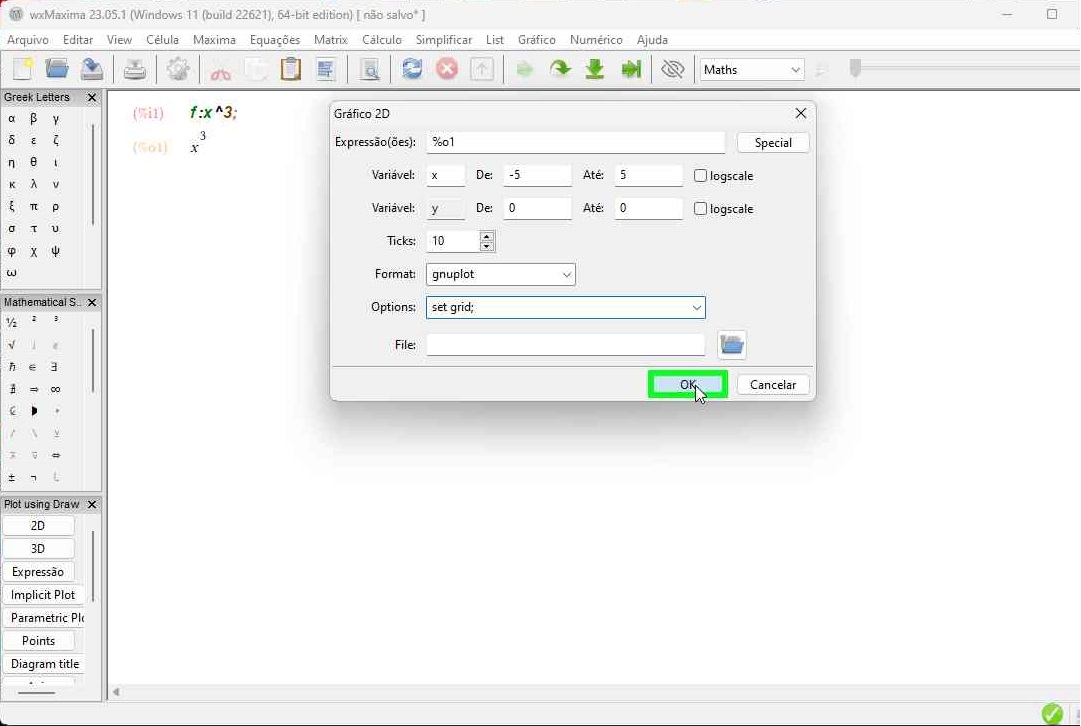 wxMaxima 23.05.1 (Windows 11 (build 22621), 64-bit edition) [ não salvo* ]
Arquivo Editar View Célula Maxima Equações Matrix Cálculo Simplificar List Gráfico Numérico Ajuda
Maths
Greek Letters
α β γ
δ ε ζ
η θ ι
κ λ ν
ξ π ρ
σ τ υ
φ χ ψ
ω
Mathematical S..
½ ² ³
√
ħ ∈ ∃
∄ ⇒ ∞
⇔
± ¬
Plot using Draw
2D
3D
Expressão
Implicit Plot
Parametric Plo
Points
Diagram title
(%i1) f:x^3;
(%o1) x³
Gráfico 2D
Expressão(ões): %o1 Special
Variável: x De: -5 Até: 5 logscale
Variável: y De: 0 Até: 0 logscale
Ticks: 10
Format: gnuplot
Options: set grid;
File:
OK Cancelar